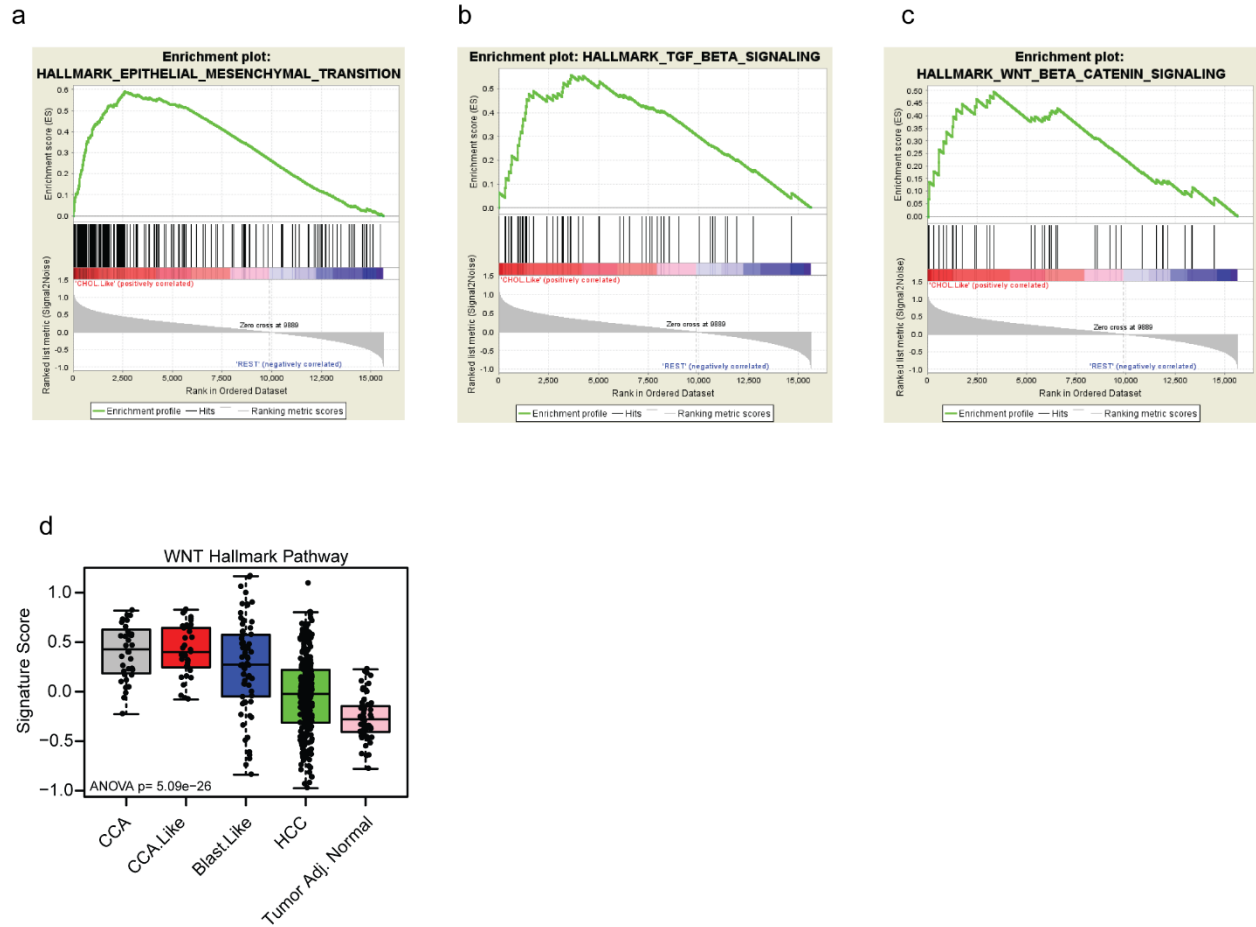 a
Enrichment plot:
HALLMARK_EPITHELIAL_MESENCHYMAL_TRANSITION
Enrichment score (ES)
0.6
0.5
0.4
0.3
0.2
0.1
0.0
Ranked list metric (Signal2Noise)
1.5
1.0
0.5
0.0
-0.5
-1.0
'CHOL.Like' (positively correlated)
Zero cross at 9889
'REST' (negatively correlated)
0
2,500
5,000
7,500
10,000
12,500
15,000
Rank in Ordered Dataset
Enrichment profile
Hits
Ranking metric scores
b
Enrichment plot: HALLMARK_TGF_BETA_SIGNALING
Enrichment score (ES)
0.5
0.4
0.3
0.2
0.1
0.0
Ranked list metric (Signal2Noise)
1.5
1.0
0.5
0.0
-0.5
-1.0
'CHOL.Like' (positively correlated)
Zero cross at 9889
'REST' (negatively correlated)
0
2,500
5,000
7,500
10,000
12,500
15,000
Rank in Ordered Dataset
Enrichment profile
Hits
Ranking metric scores
c
Enrichment plot:
HALLMARK_WNT_BETA_CATENIN_SIGNALING
Enrichment score (ES)
0.50
0.45
0.40
0.35
0.30
0.25
0.20
0.15
0.10
0.05
0.00
Ranked list metric (Signal2Noise)
1.5
1.0
0.5
0.0
-0.5
-1.0
'CHOL.Like' (positively correlated)
Zero cross at 9889
'REST' (negatively correlated)
0
2,500
5,000
7,500
10,000
12,500
15,000
Rank in Ordered Dataset
Enrichment profile
Hits
Ranking metric scores
d
WNT Hallmark Pathway
Signature Score
1.0
0.5
0.0
−0.5
−1.0
ANOVA p= 5.09e−26
CCA
CCA.Like
Blast.Like
HCC
Tumor Adj. Normal